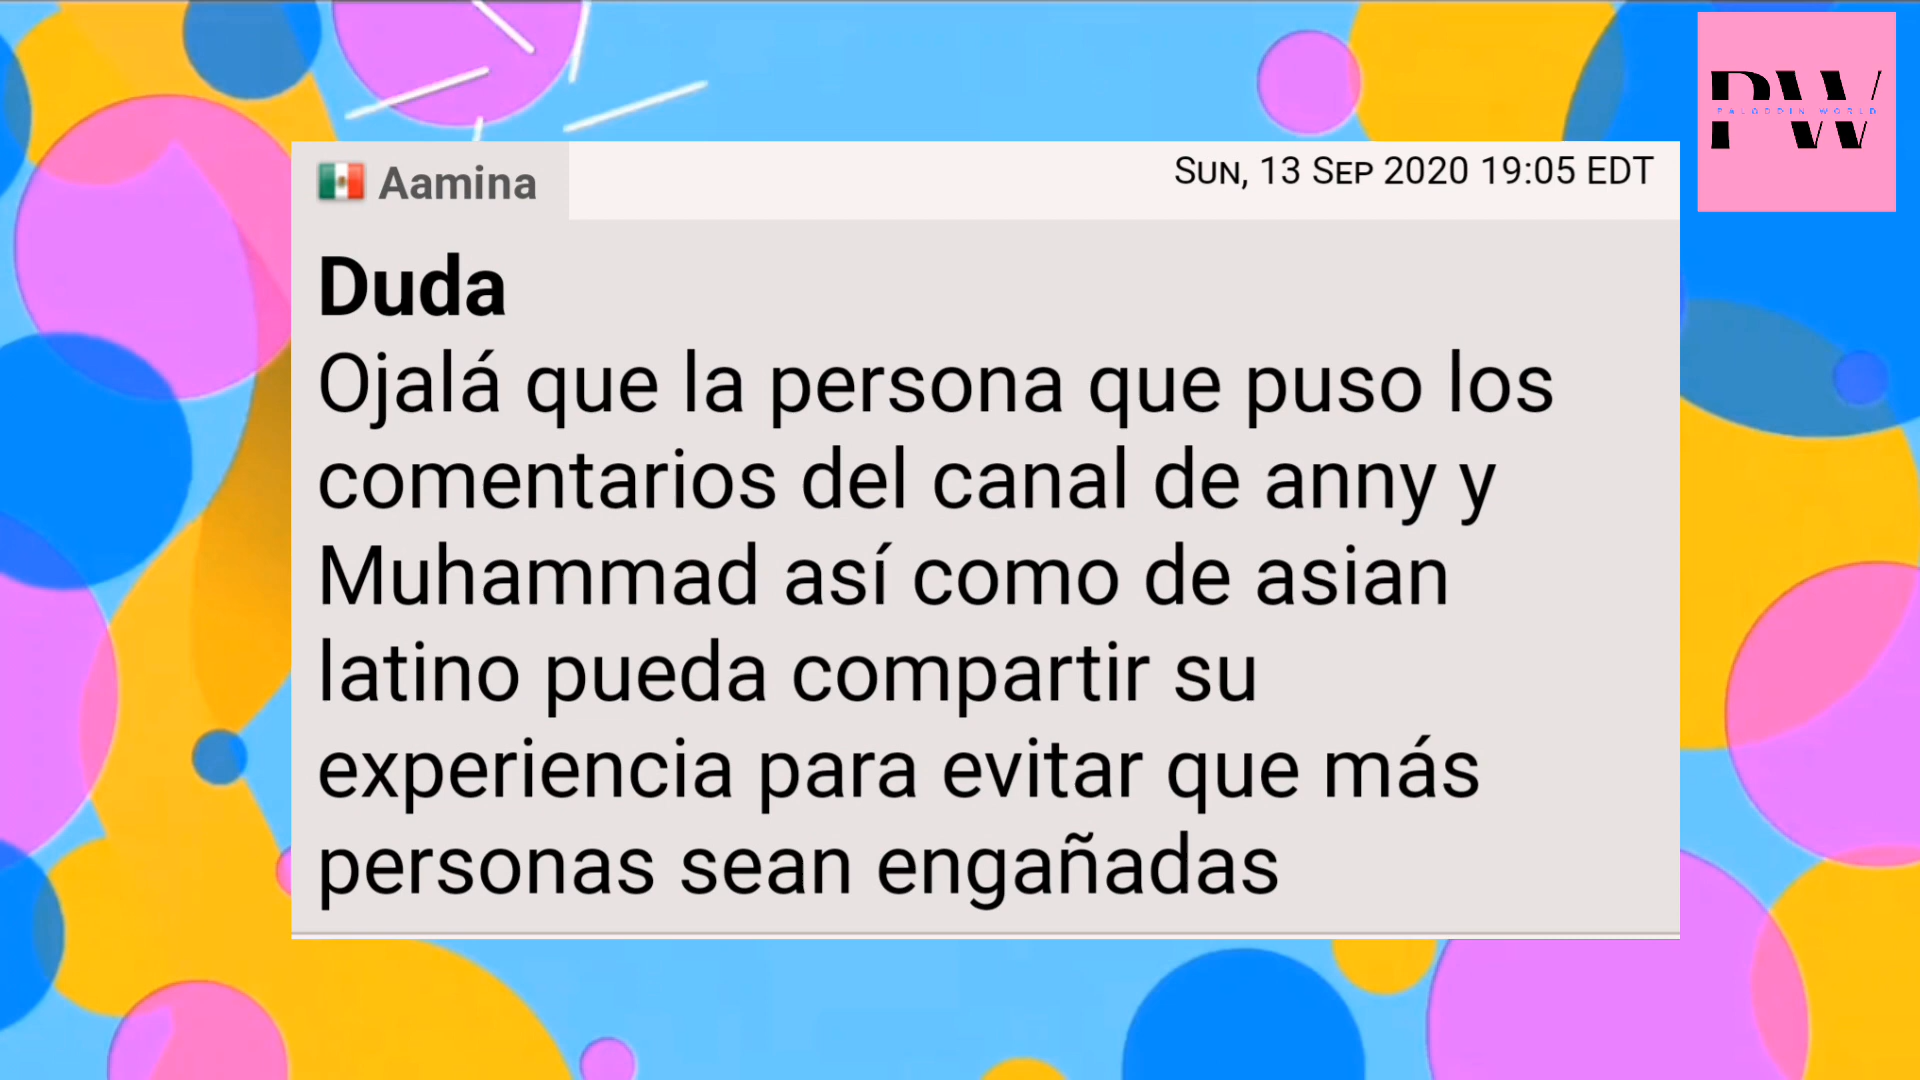 Aamina
Sun, 13 Sep 2020 19:05 EDT
PW
PALODPIN WORLD
Duda
Ojalá que la persona que puso los
comentarios del canal de anny y
Muhammad así como de asian
latino pueda compartir su
experiencia para evitar que más
personas sean engañadas